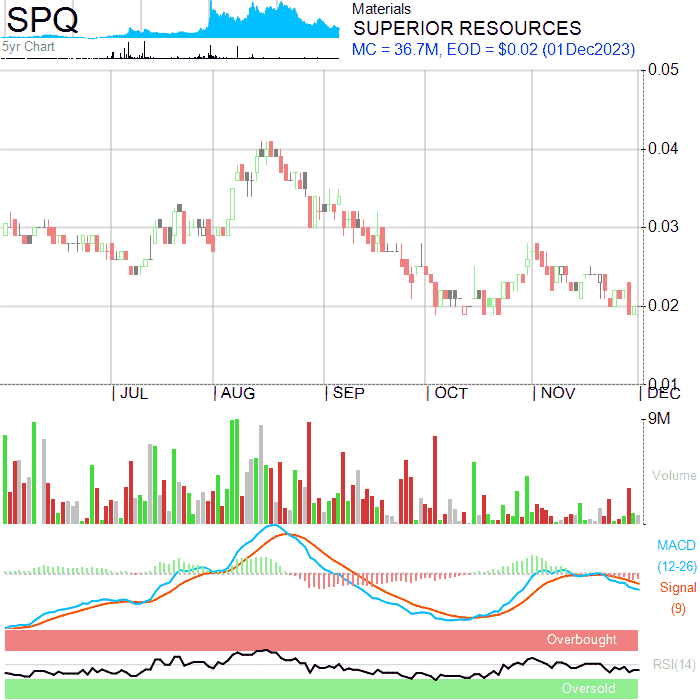 SPQ
Materials
SUPERIOR RESOURCES
MC = 36.7M, EOD = $0.02 (01Dec2023)
5yr Chart
0.05
0.04
0.03
0.02
0.01
JUL AUG SEP OCT NOV DEC
9M
Volume
MACD
(12-26)
Signal
(9)
Overbought
RSI(14)
Oversold